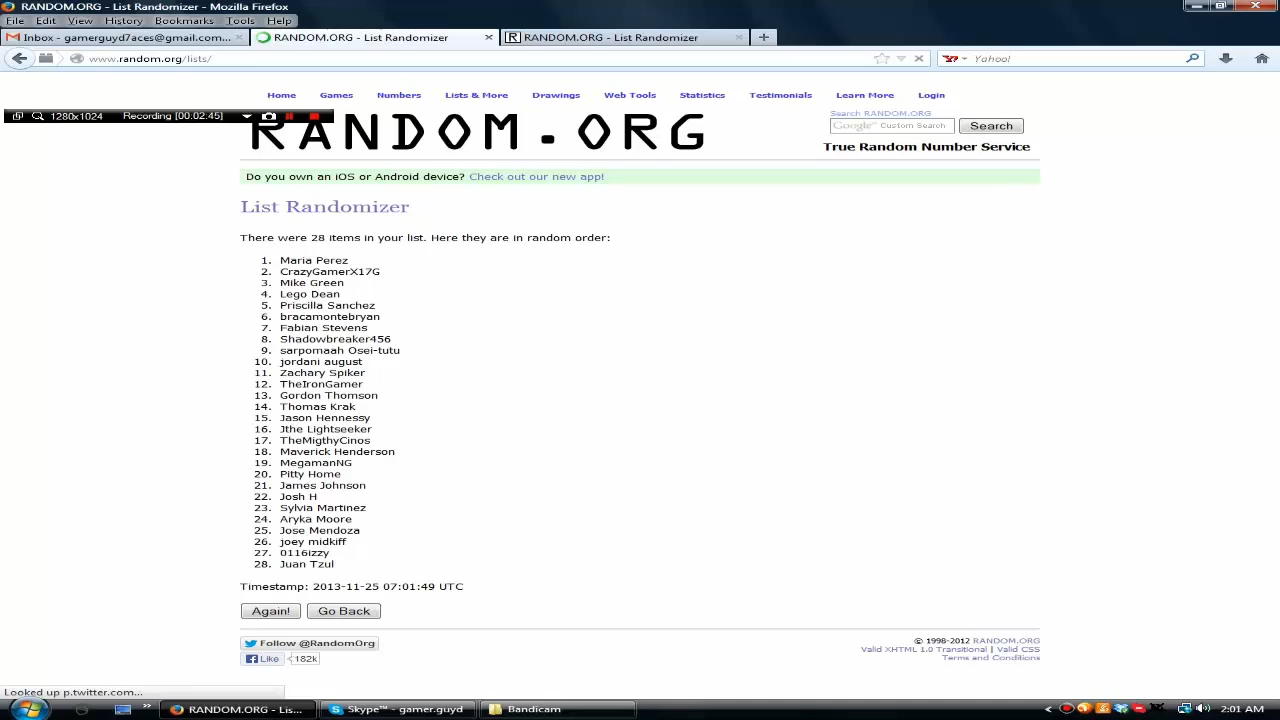 RANDOM.ORG - List Randomizer - Mozilla Firefox
File Edit View History Bookmarks Tools Help
Inbox - gamerguyd7aces@gmail.com... RANDOM.ORG - List Randomizer RANDOM.ORG - List Randomizer
www.random.org/lists/ Yahoo!
Home Games Numbers Lists & More Drawings Web Tools Statistics Testimonials Learn More Login
1280x1024 Recording [00:02:45]
RANDOM.ORG
Search RANDOM.ORG
Google™ Custom Search Search
True Random Number Service
Do you own an iOS or Android device? Check out our new app!
List Randomizer
There were 28 items in your list. Here they are in random order:
1. Maria Perez
2. CrazyGamerX17G
3. Mike Green
4. Lego Dean
5. Priscilla Sanchez
6. bracamontebryan
7. Fabian Stevens
8. Shadowbreaker456
9. sarpomaah Osei-tutu
10. jordani august
11. Zachary Spiker
12. TheIronGamer
13. Gordon Thomson
14. Thomas Krak
15. Jason Hennessy
16. Jthe Lightseeker
17. TheMigthyCinos
18. Maverick Henderson
19. MegamanNG
20. Pitty Home
21. James Johnson
22. Josh H
23. Sylvia Martinez
24. Aryka Moore
25. Jose Mendoza
26. joey midkiff
27. 0116izzy
28. Juan Tzul
Timestamp: 2013-11-25 07:01:49 UTC
Again! Go Back
Follow @RandomOrg
Like 182k
© 1998-2012 RANDOM.ORG
Valid XHTML 1.0 Transitional | Valid CSS
Terms and Conditions
Looked up p.twitter.com...
RANDOM.ORG - Lis... Skype™ - gamer.guyd Bandicam 2:01 AM